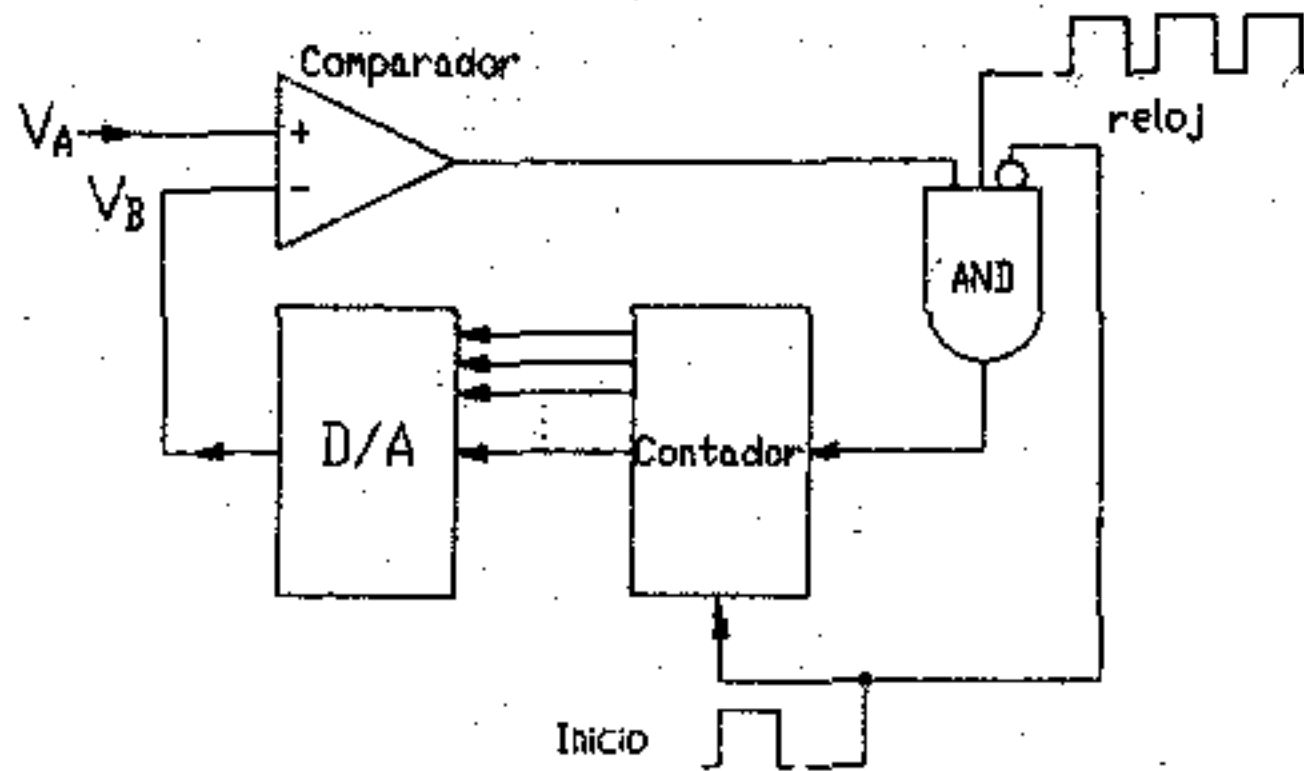 Comparador
V_A
+
reloj
-
V_B
AND
D/A
Contador
Inicio